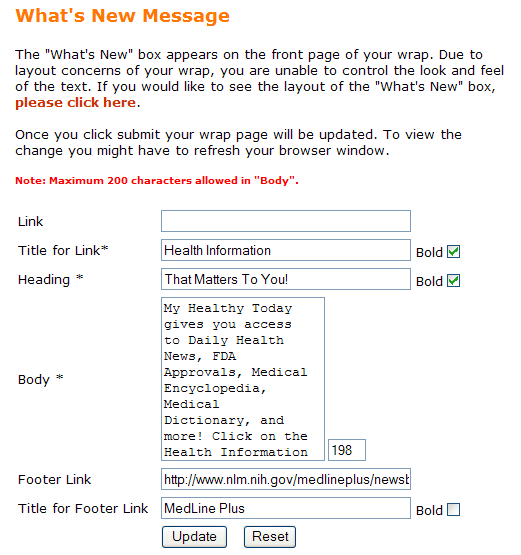 What's New Message
The "What's New" box appears on the front page of your wrap. Due to
layout concerns of your wrap, you are unable to control the look and feel
of the text. If you would like to see the layout of the "What's New" box,
please click here.
Once you click submit your wrap page will be updated. To view the
change you might have to refresh your browser window.
Note: Maximum 200 characters allowed in "Body".
Link
Title for Link* Health Information Bold
Heading * That Matters To You! Bold
My Healthy Today
gives you access
to Daily Health
News, FDA
Approvals, Medical
Body * Encyclopedia,
Medical
Dictionary, and
more! Click on the
Health Information 198
Footer Link http://www.nlm.nih.gov/medlineplus/newsb
Title for Footer Link MedLine Plus Bold
Update Reset